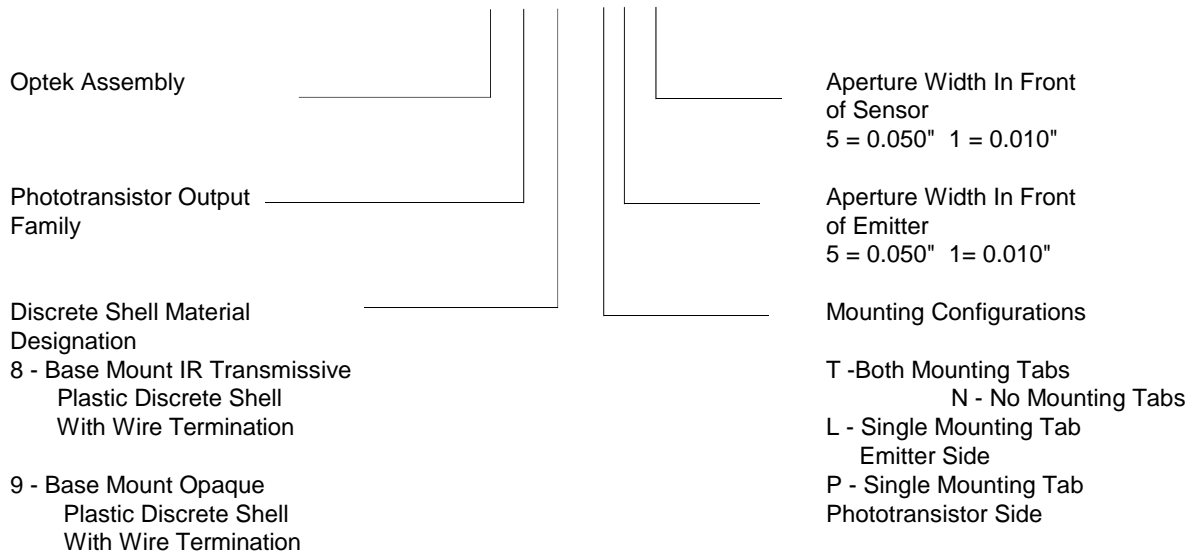 Optek Assembly
Phototransistor Output
Family
Discrete Shell Material
Designation
8 - Base Mount IR Transmissive
Plastic Discrete Shell
With Wire Termination
9 - Base Mount Opaque
Plastic Discrete Shell
With Wire Termination
Aperture Width In Front
of Sensor
5 = 0.050" 1 = 0.010"
Aperture Width In Front
of Emitter
5 = 0.050" 1= 0.010"
Mounting Configurations
T -Both Mounting Tabs
N - No Mounting Tabs
L - Single Mounting Tab
Emitter Side
P - Single Mounting Tab
Phototransistor Side